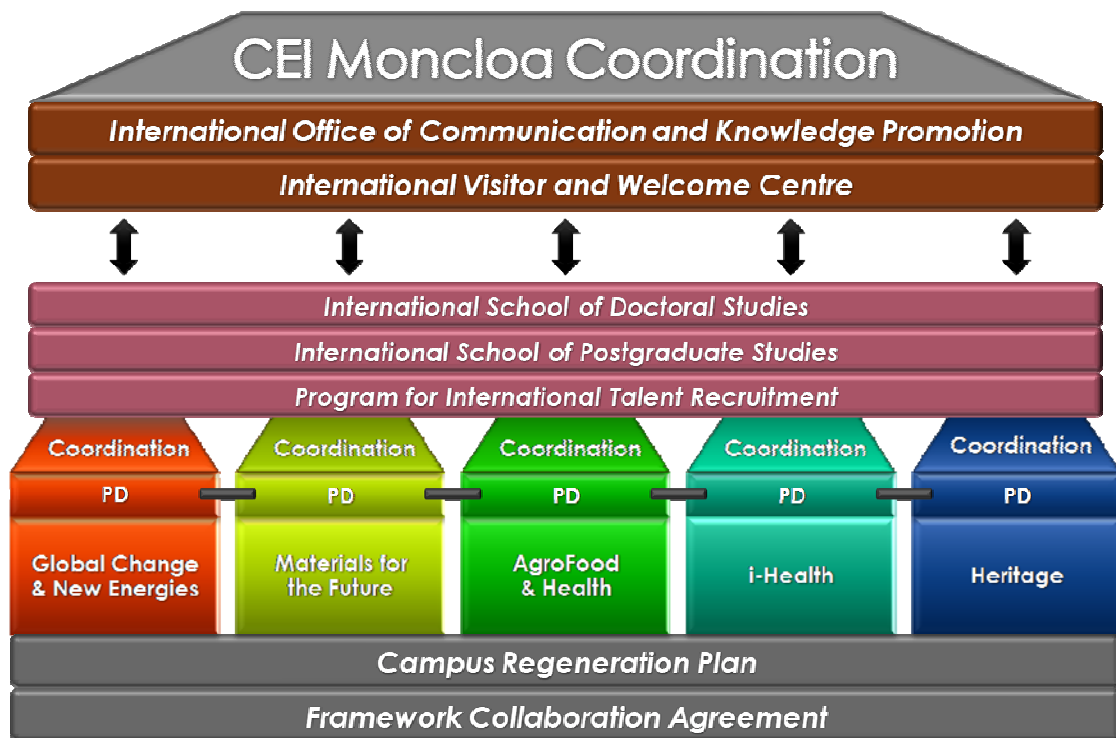 CEI Moncloa Coordination
International Office of Communication and Knowledge Promotion
International Visitor and Welcome Centre
International School of Doctoral Studies
International School of Postgraduate Studies
Program for International Talent Recruitment
Coordination
PD
Global Change
& New Energies
Coordination
PD
Materials for
the Future
Coordination
PD
AgroFood
& Health
Coordination
PD
i-Health
Coordination
PD
Heritage
Campus Regeneration Plan
Framework Collaboration Agreement